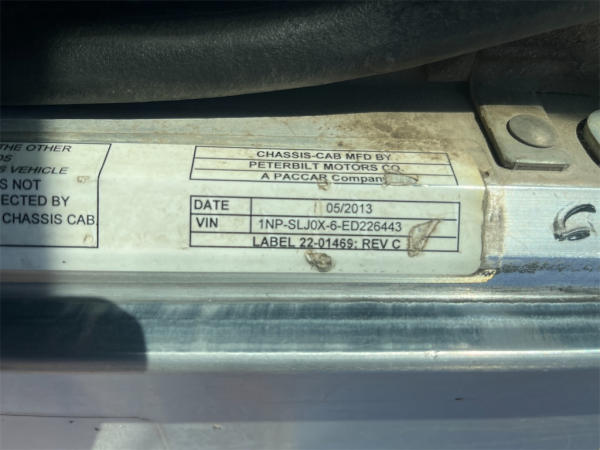 THE OTHER
VEHICLE
IS NOT
ECTED BY
CHASSIS CAB.
CHASSIS-CAB MFD BY
PETERBILT MOTORS CO.
A PACCAR Company
DATE 05/2013
VIN 1NP-SLJ0X-6-ED226443
LABEL 22-01469; REV C